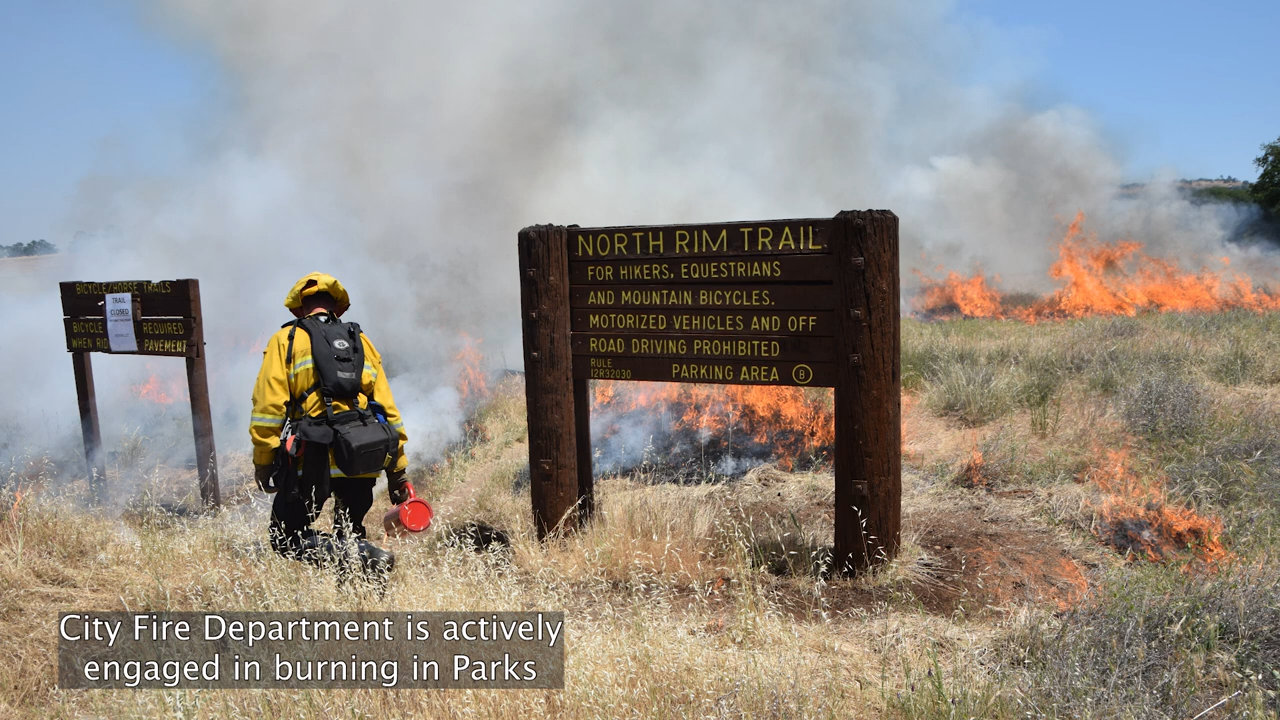 BICYCLE/HORSE TRAILS
TRAIL
CLOSED
BICYCLE REQUIRED
WHEN RID PAVEMENT
NORTH RIM TRAIL
FOR HIKERS, EQUESTRIANS
AND MOUNTAIN BICYCLES.
MOTORIZED VEHICLES AND OFF
ROAD DRIVING PROHIBITED
RULE
12R32030
PARKING AREA B
City Fire Department is actively
engaged in burning in Parks